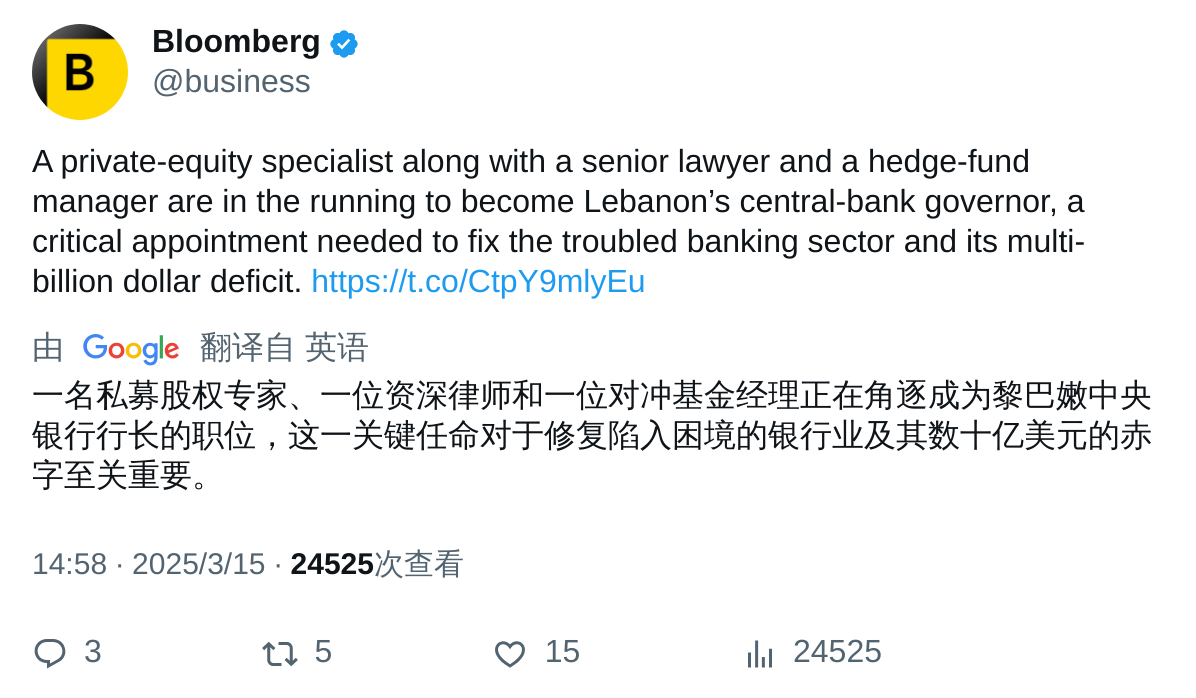 B
Bloomberg
@business
A private-equity specialist along with a senior lawyer and a hedge-fund
manager are in the running to become Lebanon’s central-bank governor, a
critical appointment needed to fix the troubled banking sector and its multi-
billion dollar deficit. https://t.co/CtpY9mlyEu
由 Google 翻译自 英语
一名私募股权专家、一位资深律师和一位对冲基金经理正在角逐成为黎巴嫩中央
银行行长的职位，这一关键任命对于修复陷入困境的银行业及其数十亿美元的赤
字至关重要。
14:58 · 2025/3/15 · 24525次查看
3 5 15 24525